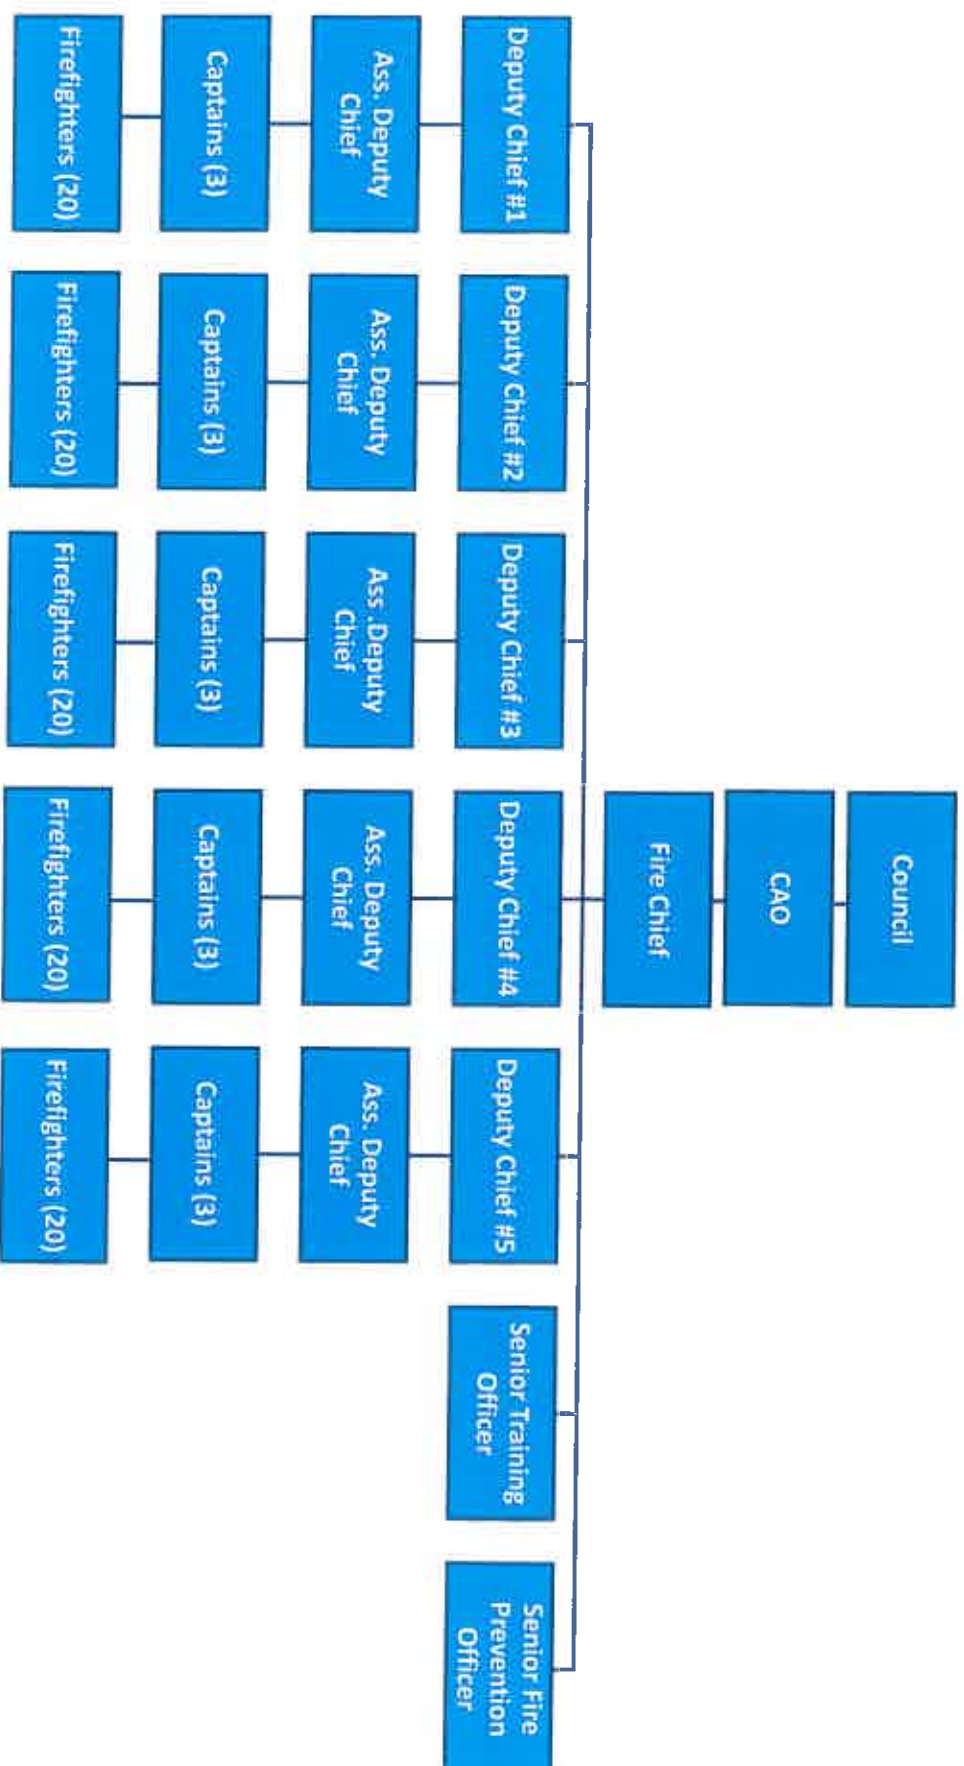 Council
CAO
Fire Chief
Deputy Chief #1
Deputy Chief #2
Deputy Chief #3
Deputy Chief #4
Deputy Chief #5
Senior Training
Officer
Senior Fire
Prevention
Officer
Ass. Deputy
Chief
Ass. Deputy
Chief
Ass .Deputy
Chief
Ass. Deputy
Chief
Ass. Deputy
Chief
Captains (3)
Captains (3)
Captains (3)
Captains (3)
Captains (3)
Firefighters (20)
Firefighters (20)
Firefighters (20)
Firefighters (20)
Firefighters (20)